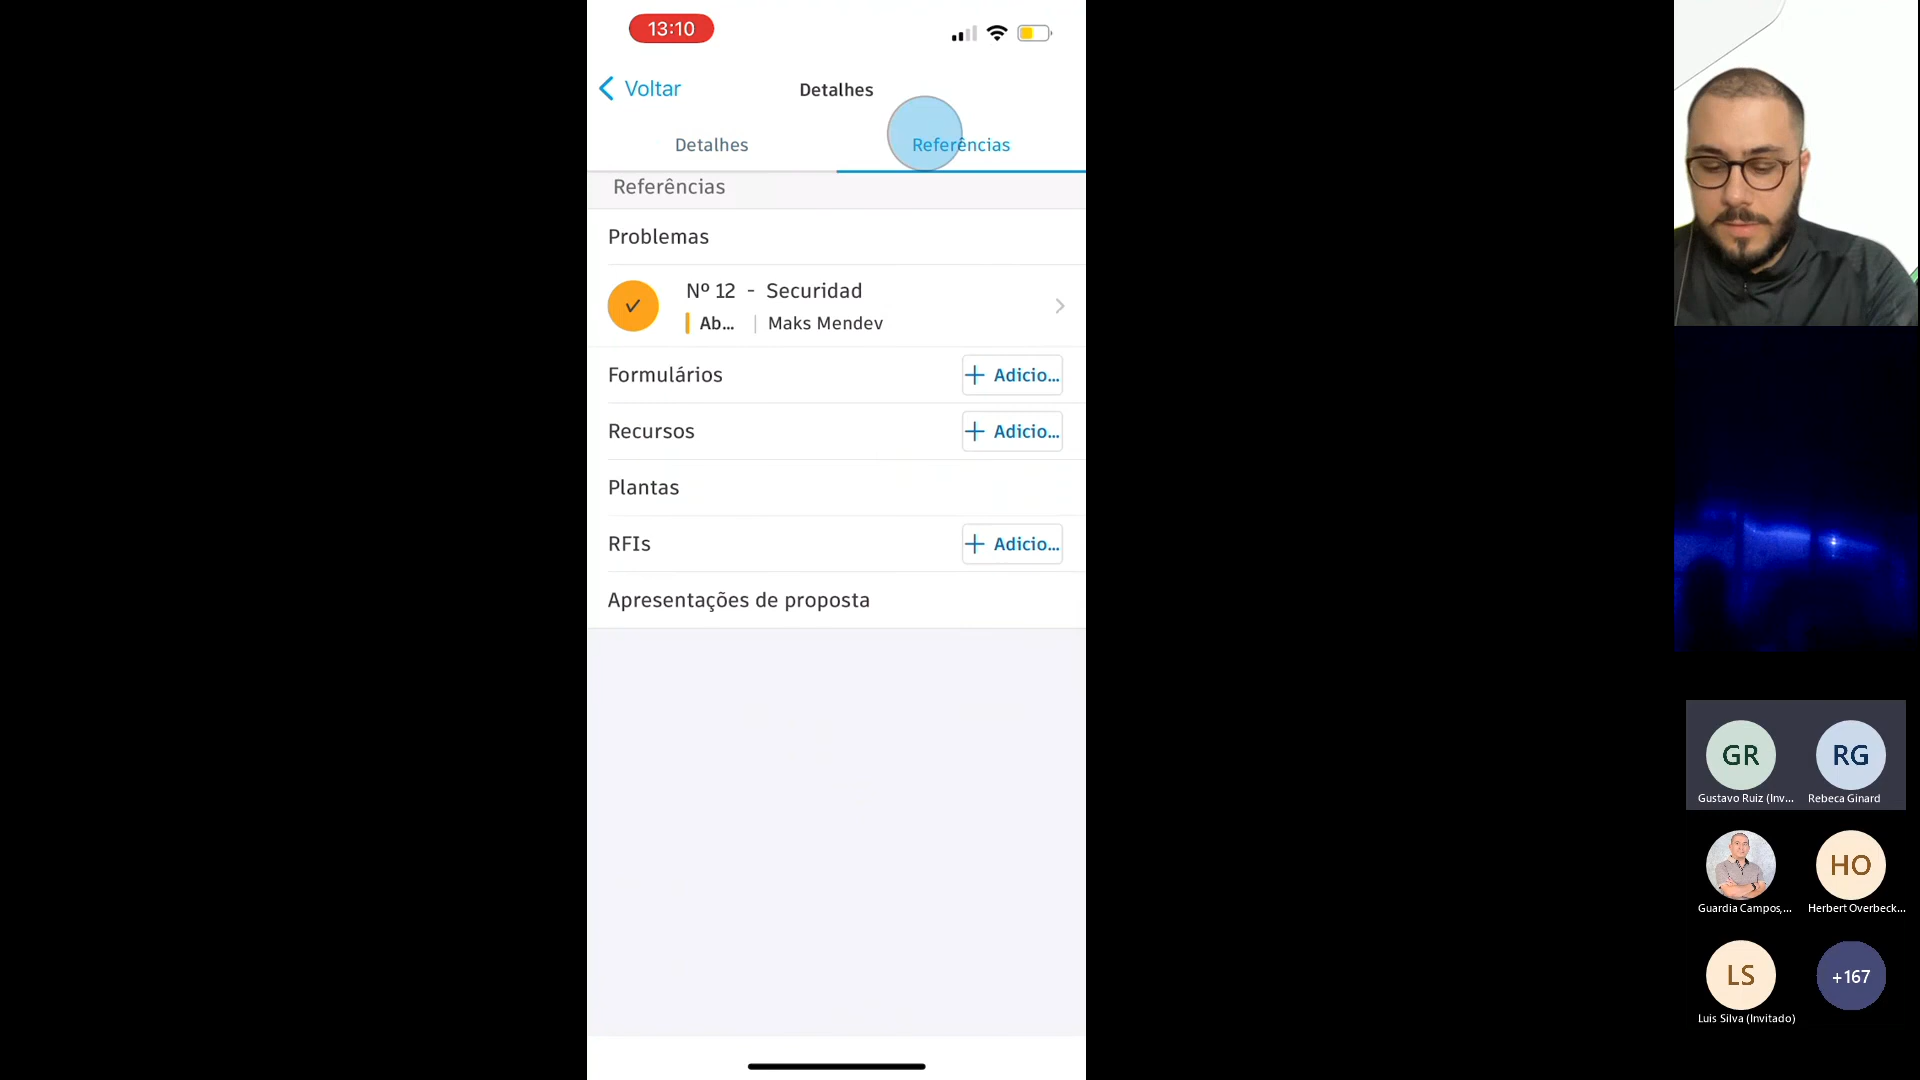 13:10
Voltar
Detalhes
Detalhes
Referências
Referências
Problemas
Nº 12 - Securidad
Ab... | Maks Mendev
Formulários
+ Adicio...
Recursos
+ Adicio...
Plantas
RFIs
+ Adicio...
Apresentações de proposta
GR
RG
Gustavo Ruiz (Inv...
Rebeca Ginard
HO
Guardia Campos,...
Herbert Overbeck...
LS
+167
Luis Silva (Invitado)